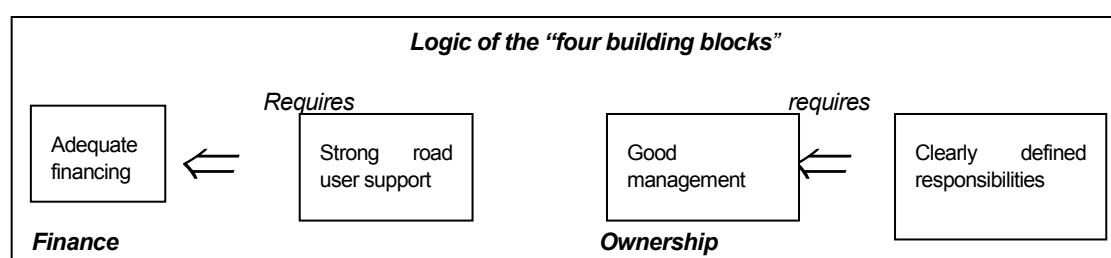 Logic of the “four building blocks”
Requires
requires
Adequate
financing
Strong road
user support
Good
management
Clearly defined
responsibilities
Finance
Ownership